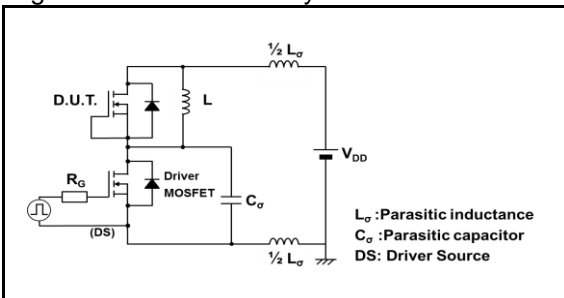 ½ Lσ
D.U.T.
L
VDD
RG
Driver
MOSFET
Cσ
(DS)
½ Lσ
Lσ :Parasitic inductance
Cσ :Parasitic capacitor
DS: Driver Source